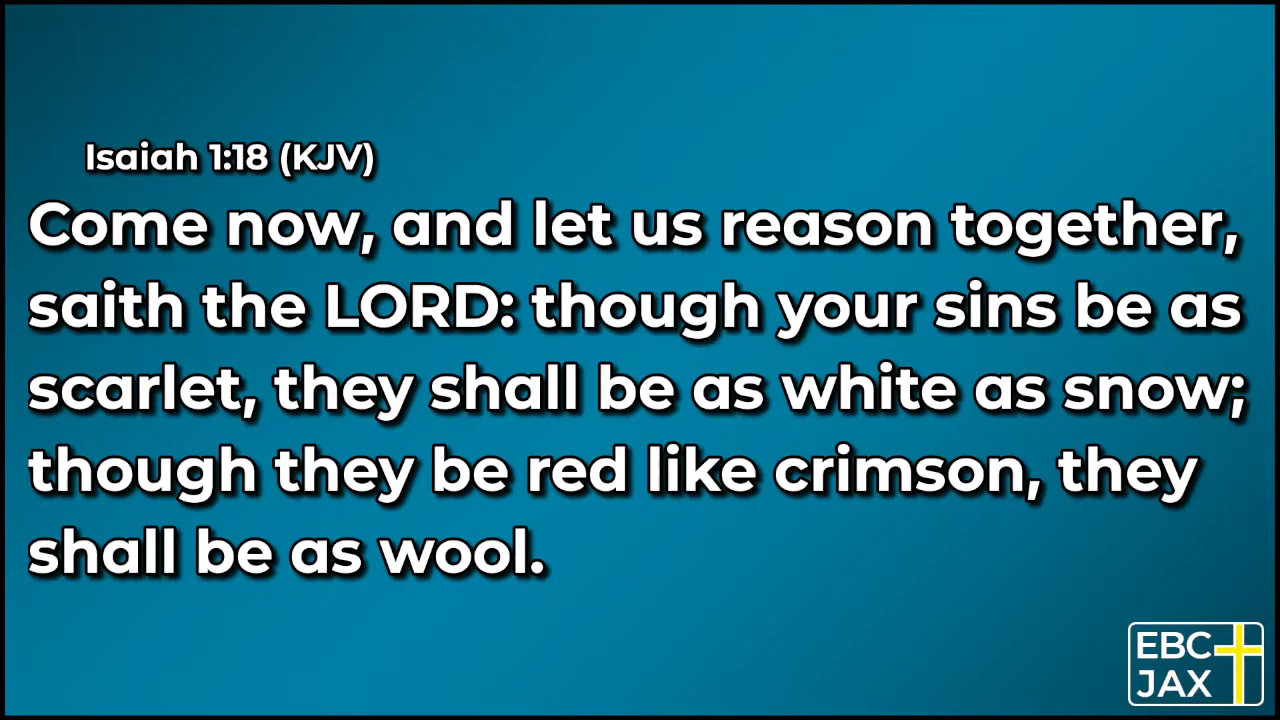 Isaiah 1:18 (KJV)
Come now, and let us reason together,
saith the LORD: though your sins be as
scarlet, they shall be as white as snow;
though they be red like crimson, they
shall be as wool.
EBC
JAX